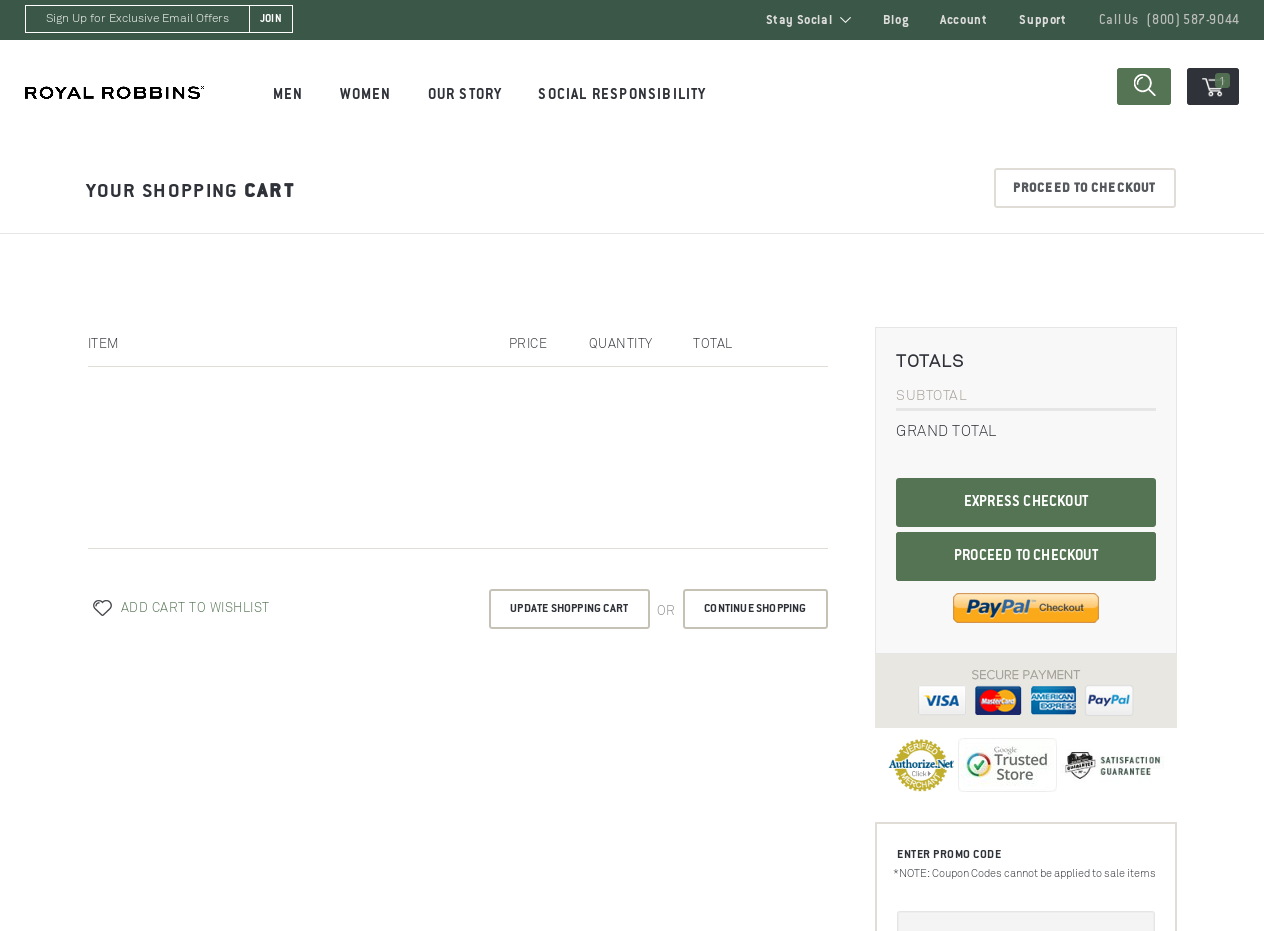 Sign Up for Exclusive Email Offers JOIN Stay Social Blog Account Support Call Us (800) 587-9044
ROYAL ROBBINS MEN WOMEN OUR STORY SOCIAL RESPONSIBILITY 1
YOUR SHOPPING CART PROCEED TO CHECKOUT
ITEM PRICE QUANTITY TOTAL
ADD CART TO WISHLIST UPDATE SHOPPING CART OR CONTINUE SHOPPING
TOTALS
SUBTOTAL
GRAND TOTAL
EXPRESS CHECKOUT
PROCEED TO CHECKOUT
PayPal Checkout
SECURE PAYMENT
VISA MasterCard AMERICAN EXPRESS PayPal
VERIFIED
Authorize.Net
Click
MERCHANT
Google
Trusted
Store
SATISFACTION
GUARANTEE
ENTER PROMO CODE
*NOTE: Coupon Codes cannot be applied to sale items